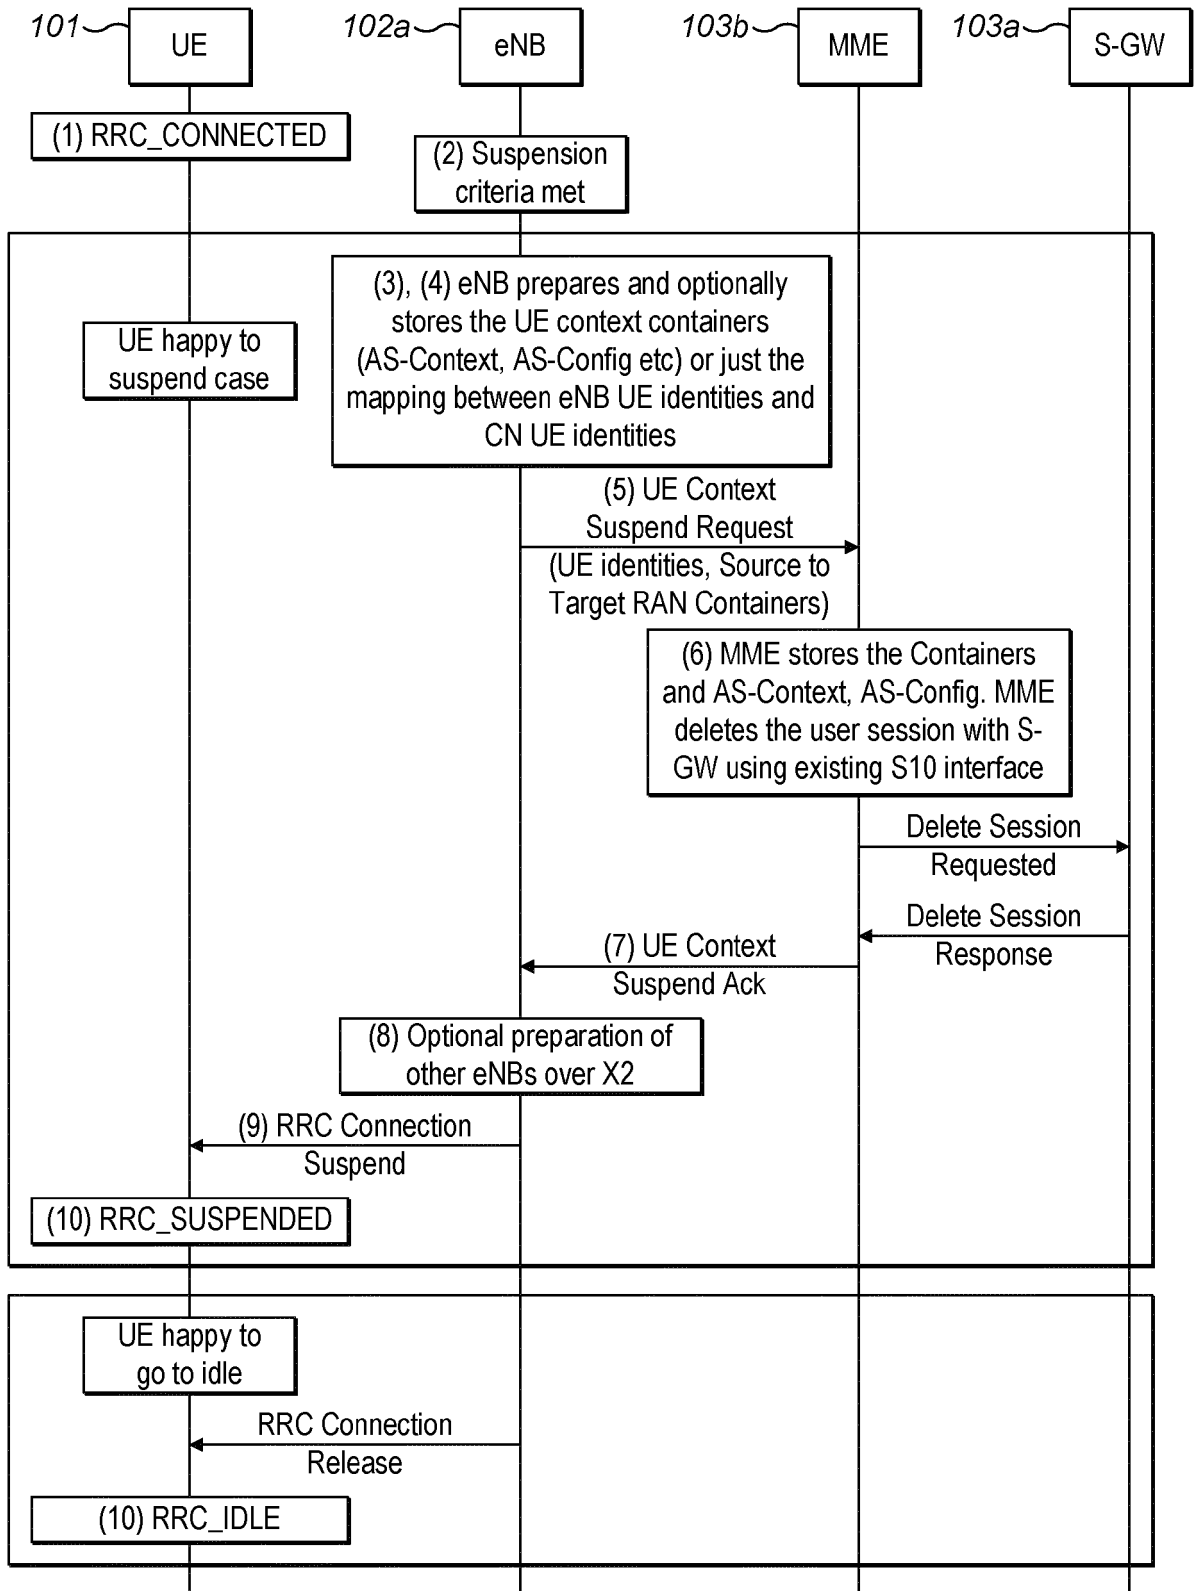 101
UE
102a
eNB
103b
MME
103a
S-GW
(1) RRC_CONNECTED
(2) Suspension
criteria met
(3), (4) eNB prepares and optionally
stores the UE context containers
(AS-Context, AS-Config etc) or just the
mapping between eNB UE identities and
CN UE identities
UE happy to
suspend case
(5) UE Context
Suspend Request
(UE identities, Source to
Target RAN Containers)
(6) MME stores the Containers
and AS-Context, AS-Config. MME
deletes the user session with S-
GW using existing S10 interface
Delete Session
Requested
Delete Session
Response
(7) UE Context
Suspend Ack
(8) Optional preparation of
other eNBs over X2
(9) RRC Connection
Suspend
(10) RRC_SUSPENDED
UE happy to
go to idle
RRC Connection
Release
(10) RRC_IDLE